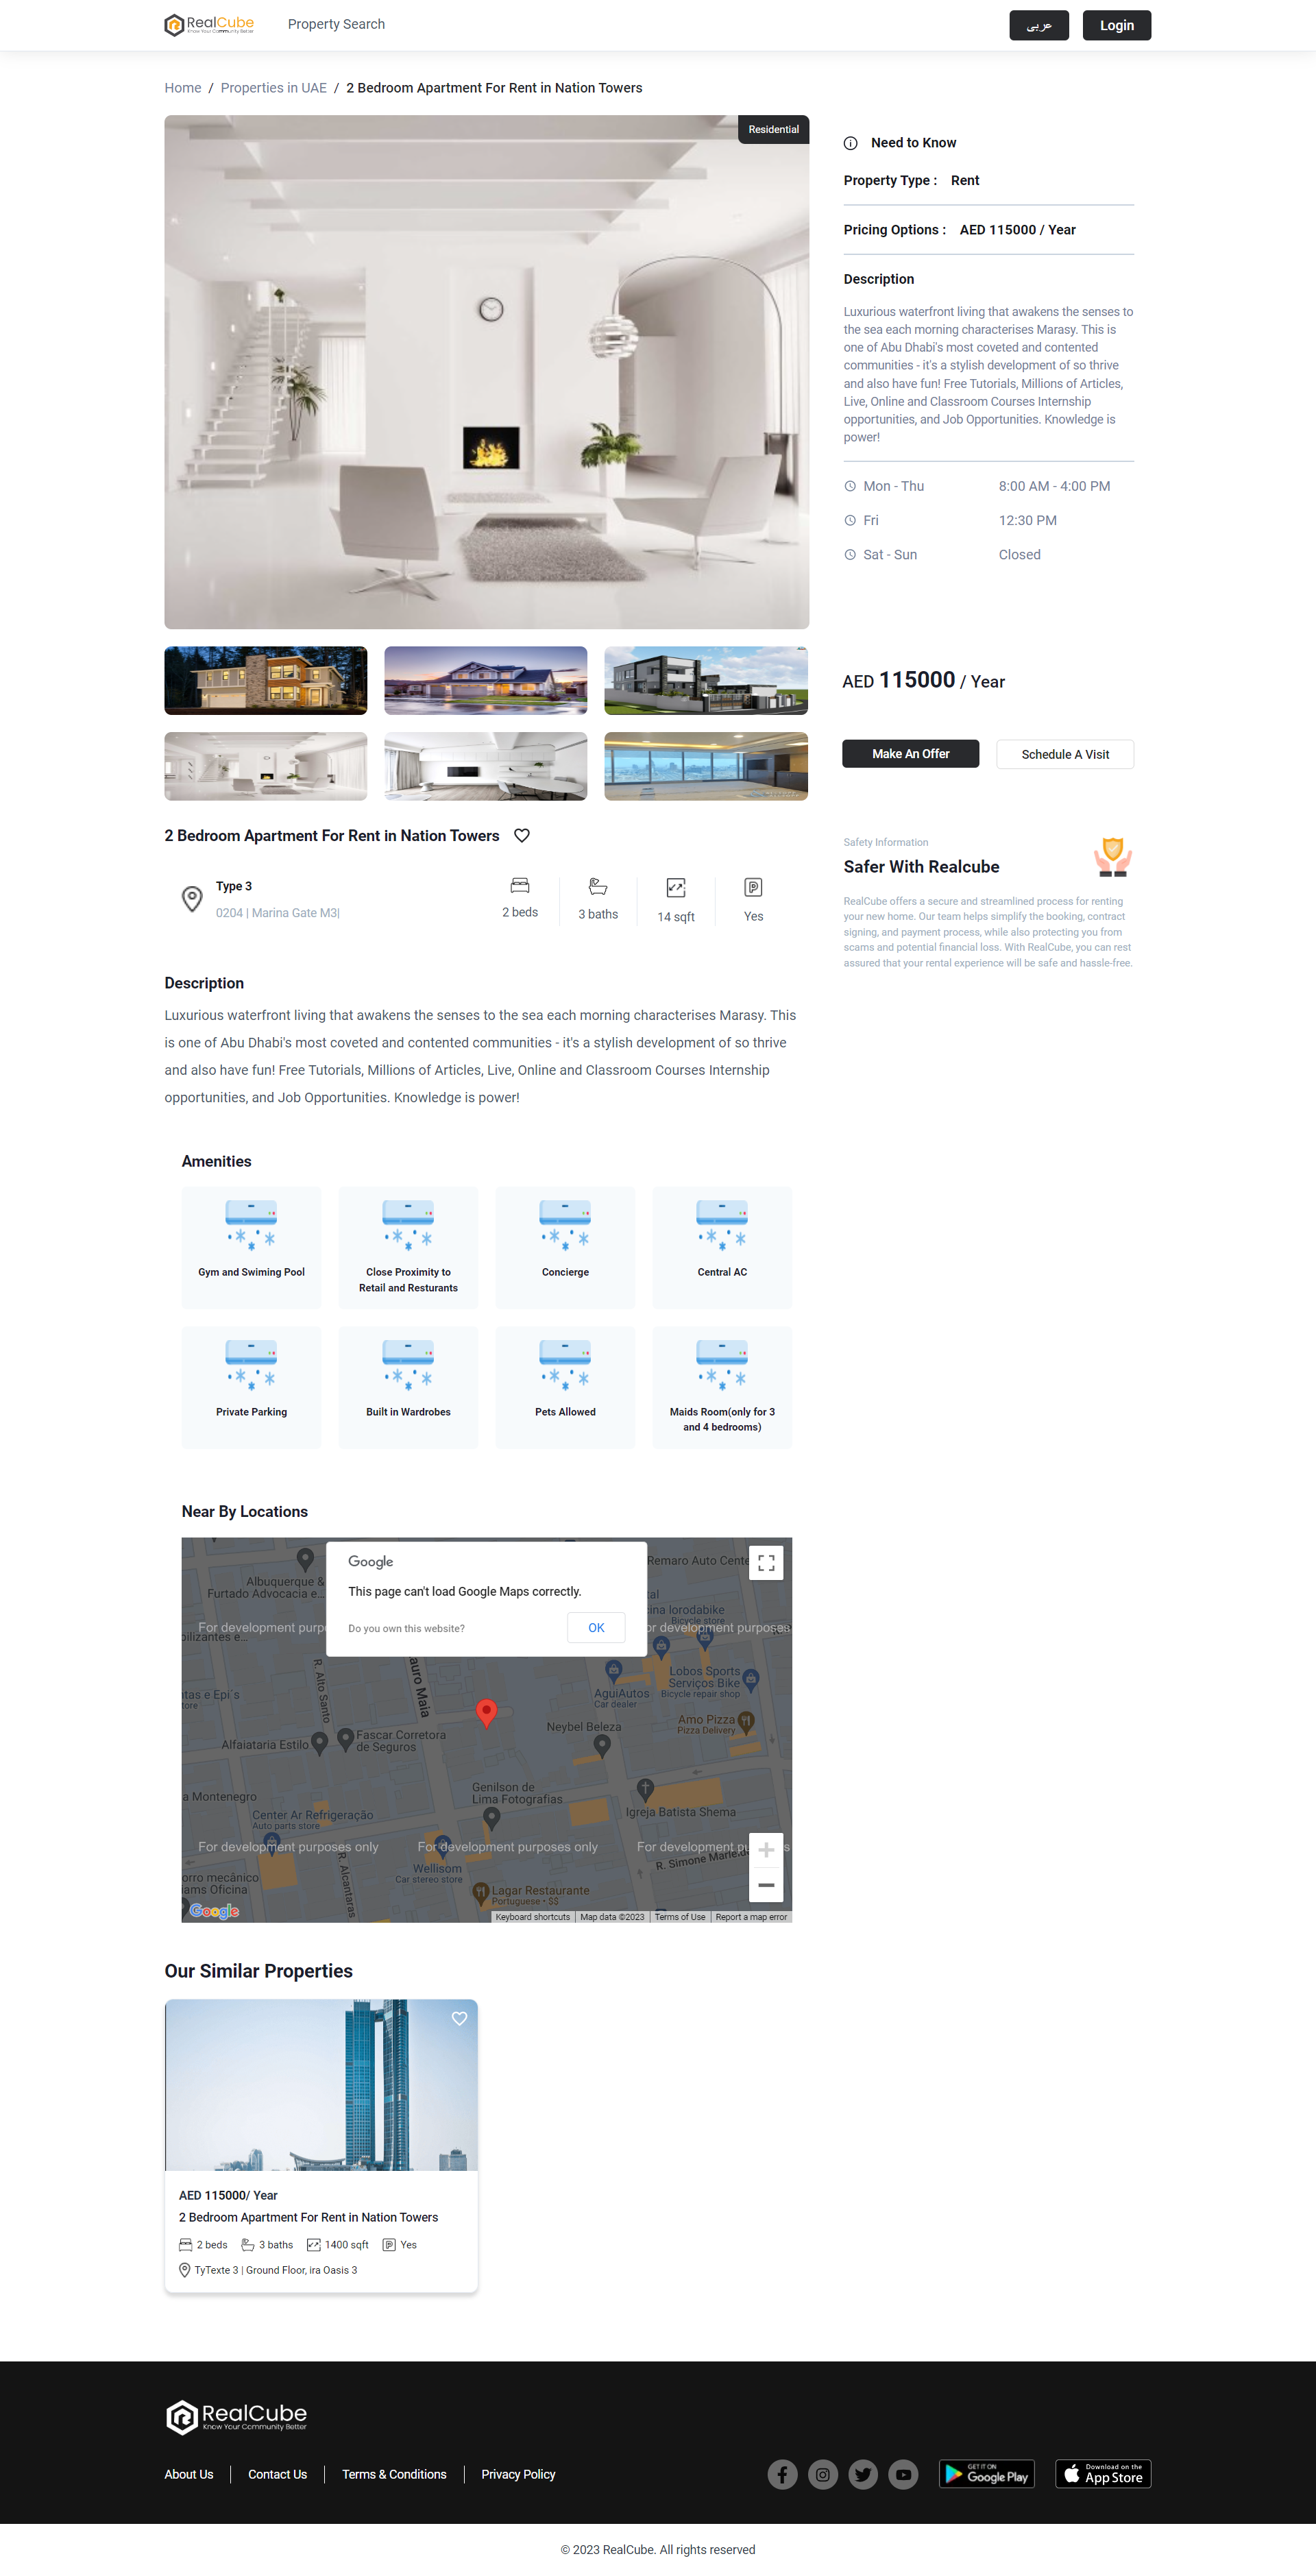 RealCube
Know Your Community Better
Property Search
عربى
Login
Home / Properties in UAE / 2 Bedroom Apartment For Rent in Nation Towers
Residential
Need to Know
Property Type : Rent
Pricing Options : AED 115000 / Year
Description
Luxurious waterfront living that awakens the senses to
the sea each morning characterises Marasy. This is
one of Abu Dhabi's most coveted and contented
communities - it's a stylish development of so thrive
and also have fun! Free Tutorials, Millions of Articles,
Live, Online and Classroom Courses Internship
opportunities, and Job Opportunities. Knowledge is
power!
Mon - Thu 8:00 AM - 4:00 PM
Fri 12:30 PM
Sat - Sun Closed
AED 115000 / Year
Make An Offer
Schedule A Visit
2 Bedroom Apartment For Rent in Nation Towers
Type 3
0204 | Marina Gate M3|
2 beds
3 baths
14 sqft
Yes
Safety Information
Safer With Realcube
RealCube offers a secure and streamlined process for renting
your new home. Our team helps simplify the booking, contract
signing, and payment process, while also protecting you from
scams and potential financial loss. With RealCube, you can rest
assured that your rental experience will be safe and hassle-free.
Description
Luxurious waterfront living that awakens the senses to the sea each morning characterises Marasy. This
is one of Abu Dhabi's most coveted and contented communities - it's a stylish development of so thrive
and also have fun! Free Tutorials, Millions of Articles, Live, Online and Classroom Courses Internship
opportunities, and Job Opportunities. Knowledge is power!
Amenities
Gym and Swiming Pool
Close Proximity to
Retail and Resturants
Concierge
Central AC
Private Parking
Built in Wardrobes
Pets Allowed
Maids Room(only for 3
and 4 bedrooms)
Near By Locations
Google
This page can't load Google Maps correctly.
Do you own this website?
OK
Albuquerque &
Furtado Advocacia e...
Remaro Auto Cente
tal
cina Iorodabike
Bicycle store
For development purpo
or development purposes
bilizantes e...
R. Alto Santo
auro Maia
Lobos Sports
Serviços Bike
Bicycle repair shop
AguiAutos
Car dealer
tas e Epi´s
tore
Amo Pizza
Pizza Delivery
Neybel Beleza
Alfaiataria Estilo
Fascar Corretora
de Seguros
a Montenegro
Genilson de
Lima Fotografias
Igreja Batista Shema
Center Ar Refrigeração
Auto parts store
For development purposes only
For development purposes only
For development pu
s
R. Simone Marie
Wellisom
Car stereo store
orro mecânico
iams Oficina
R. Alcantaras
Lagar Restaurante
Portuguese • $$
Google
Keyboard shortcuts
Map data ©2023
Terms of Use
Report a map error
Our Similar Properties
AED 115000/ Year
2 Bedroom Apartment For Rent in Nation Towers
2 beds
3 baths
1400 sqft
Yes
TyTexte 3 | Ground Floor, ira Oasis 3
RealCube
Know Your Community Better
About Us
Contact Us
Terms & Conditions
Privacy Policy
GET IT ON
Google Play
Download on the
App Store
© 2023 RealCube. All rights reserved